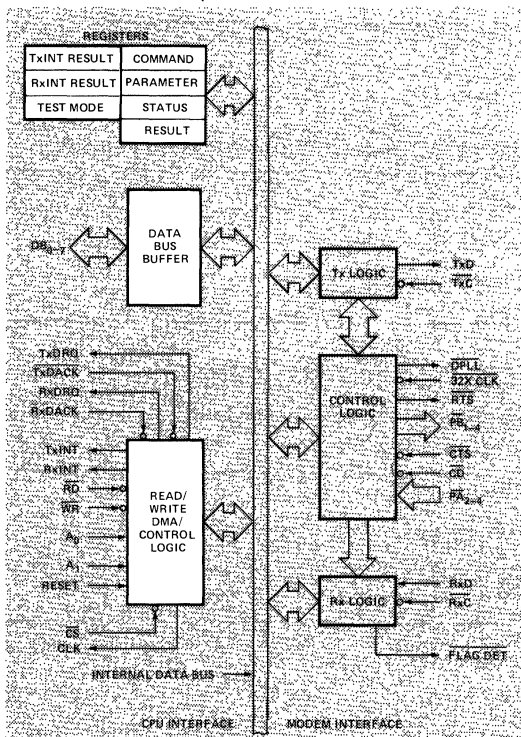 REGISTERS
TxINT RESULT COMMAND
RxINT RESULT PARAMETER
TEST MODE STATUS
RESULT
DB0–7
DATA
BUS
BUFFER
Tx LOGIC
TxD
TxC
TxDRQ
TxDACK
RxDRQ
RxDACK
TxINT
RxINT
RD
WR
A0
A1
RESET
CS
CLK
READ/
WRITE
DMA/
CONTROL
LOGIC
CONTROL
LOGIC
DPLL
32X CLK
RTS
PB1–4
CTS
CD
PA2–4
Rx LOGIC
RxD
RxC
FLAG DET
INTERNAL DATA BUS
CPU INTERFACE
MODEM INTERFACE